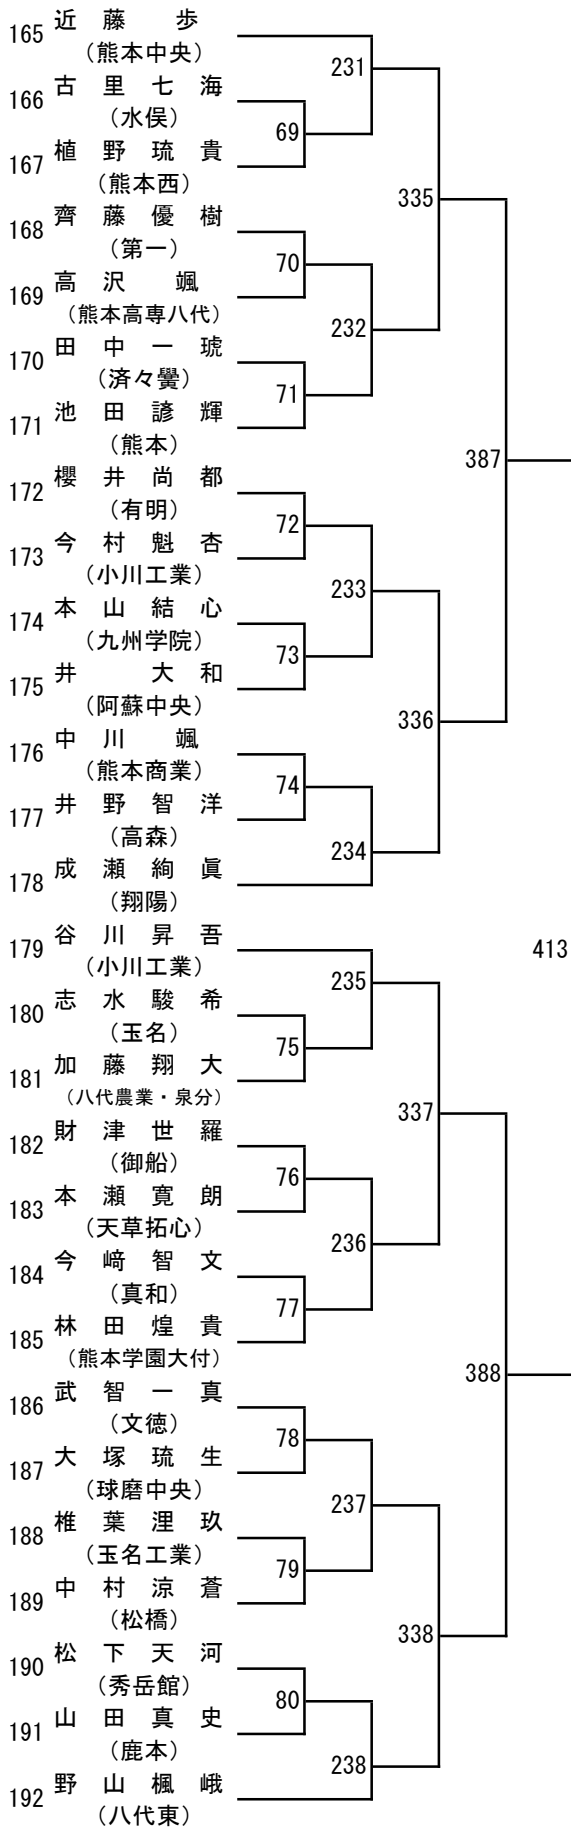 165 近藤 歩
(熊本中央)
231
166 古里七海
(水俣)
69
167 植野琉貴
(熊本西)
335
168 齊藤優樹
(第一)
70
169 高沢 颯
(熊本高専八代)
232
170 田中一琥
(済々黌)
71
171 池田諺輝
(熊本)
387
172 櫻井尚都
(有明)
72
173 今村魁杏
(小川工業)
233
174 本山結心
(九州学院)
73
175 井 大和
(阿蘇中央)
336
176 中川 颯
(熊本商業)
74
177 井野智洋
(高森)
234
178 成瀬絢眞
(翔陽)
179 谷川昇吾
(小川工業)
413
235
180 志水駿希
(玉名)
75
181 加藤翔大
(八代農業・泉分)
337
182 財津世羅
(御船)
76
183 本瀬寛朗
(天草拓心)
236
184 今﨑智文
(真和)
77
185 林田煌貴
(熊本学園大付)
388
186 武智一真
(文徳)
78
187 大塚琉生
(球磨中央)
237
188 椎葉浬玖
(玉名工業)
79
189 中村涼蒼
(松橋)
338
190 松下天河
(秀岳館)
80
191 山田真史
(鹿本)
238
192 野山楓峨
(八代東)